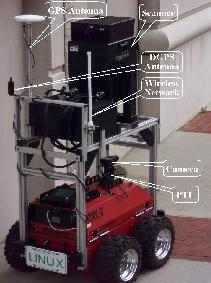 GPS Antenna
Scanner
DGPS
Antenna
Wireless
Network
Camera
PTU
LINUX